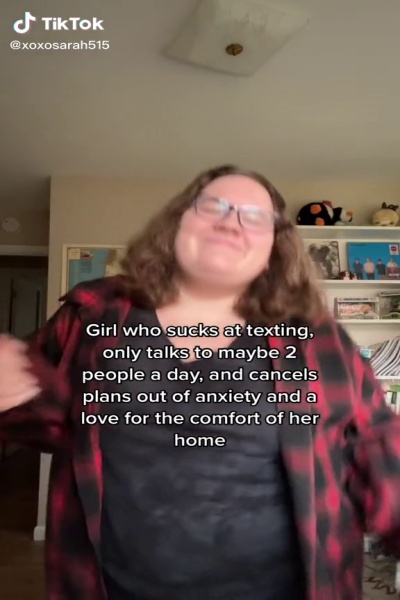 TikTok
@xoxosarah515
Girl who sucks at texting,
only talks to maybe 2
people a day, and cancels
plans out of anxiety and a
love for the comfort of her
home